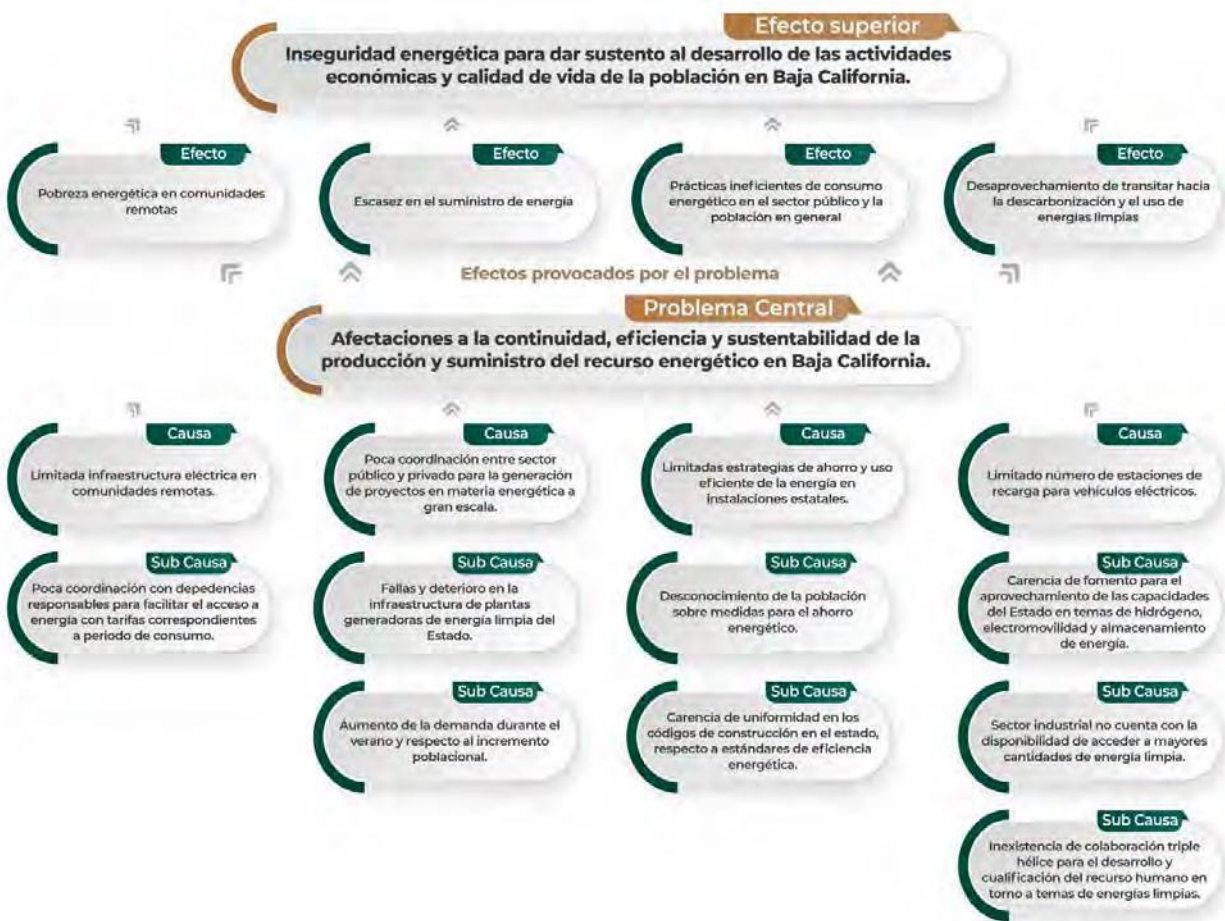 Efecto superior
Inseguridad energética para dar sustento al desarrollo de las actividades
económicas y calidad de vida de la población en Baja California.
Efecto
Pobreza energética en comunidades
remotas
Efecto
Escasez en el suministro de energía
Efecto
Prácticas ineficientes de consumo
energético en el sector público y la
población en general
Efecto
Desaprovechamiento de transitar hacia
la descarbonización y el uso de
energías limpias
Efectos provocados por el problema
Problema Central
Afectaciones a la continuidad, eficiencia y sustentabilidad de la
producción y suministro del recurso energético en Baja California.
Causa
Limitada infraestructura eléctrica en
comunidades remotas.
Causa
Poca coordinación entre sector
público y privado para la generación
de proyectos en materia energética a
gran escala.
Causa
Limitadas estrategias de ahorro y uso
eficiente de la energía en
instalaciones estatales.
Causa
Limitado número de estaciones de
recarga para vehículos eléctricos.
Sub Causa
Poca coordinación con depedencias
responsables para facilitar el acceso a
energía con tarifas correspondientes
a periodo de consumo.
Sub Causa
Fallas y deterioro en la
infraestructura de plantas
generadoras de energía limpia del
Estado.
Sub Causa
Desconocimiento de la población
sobre medidas para el ahorro
energético.
Sub Causa
Carencia de fomento para el
aprovechamiento de las capacidades
del Estado en temas de hidrógeno,
electromovilidad y almacenamiento
de energía.
Sub Causa
Aumento de la demanda durante el
verano y respecto al incremento
poblacional.
Sub Causa
Carencia de uniformidad en los
códigos de construcción en el estado,
respecto a estándares de eficiencia
energética.
Sub Causa
Sector industrial no cuenta con la
disponibilidad de acceder a mayores
cantidades de energía limpia.
Sub Causa
Inexistencia de colaboración triple
hélice para el desarrollo y
cualificación del recurso humano en
torno a temas de energías limpias.